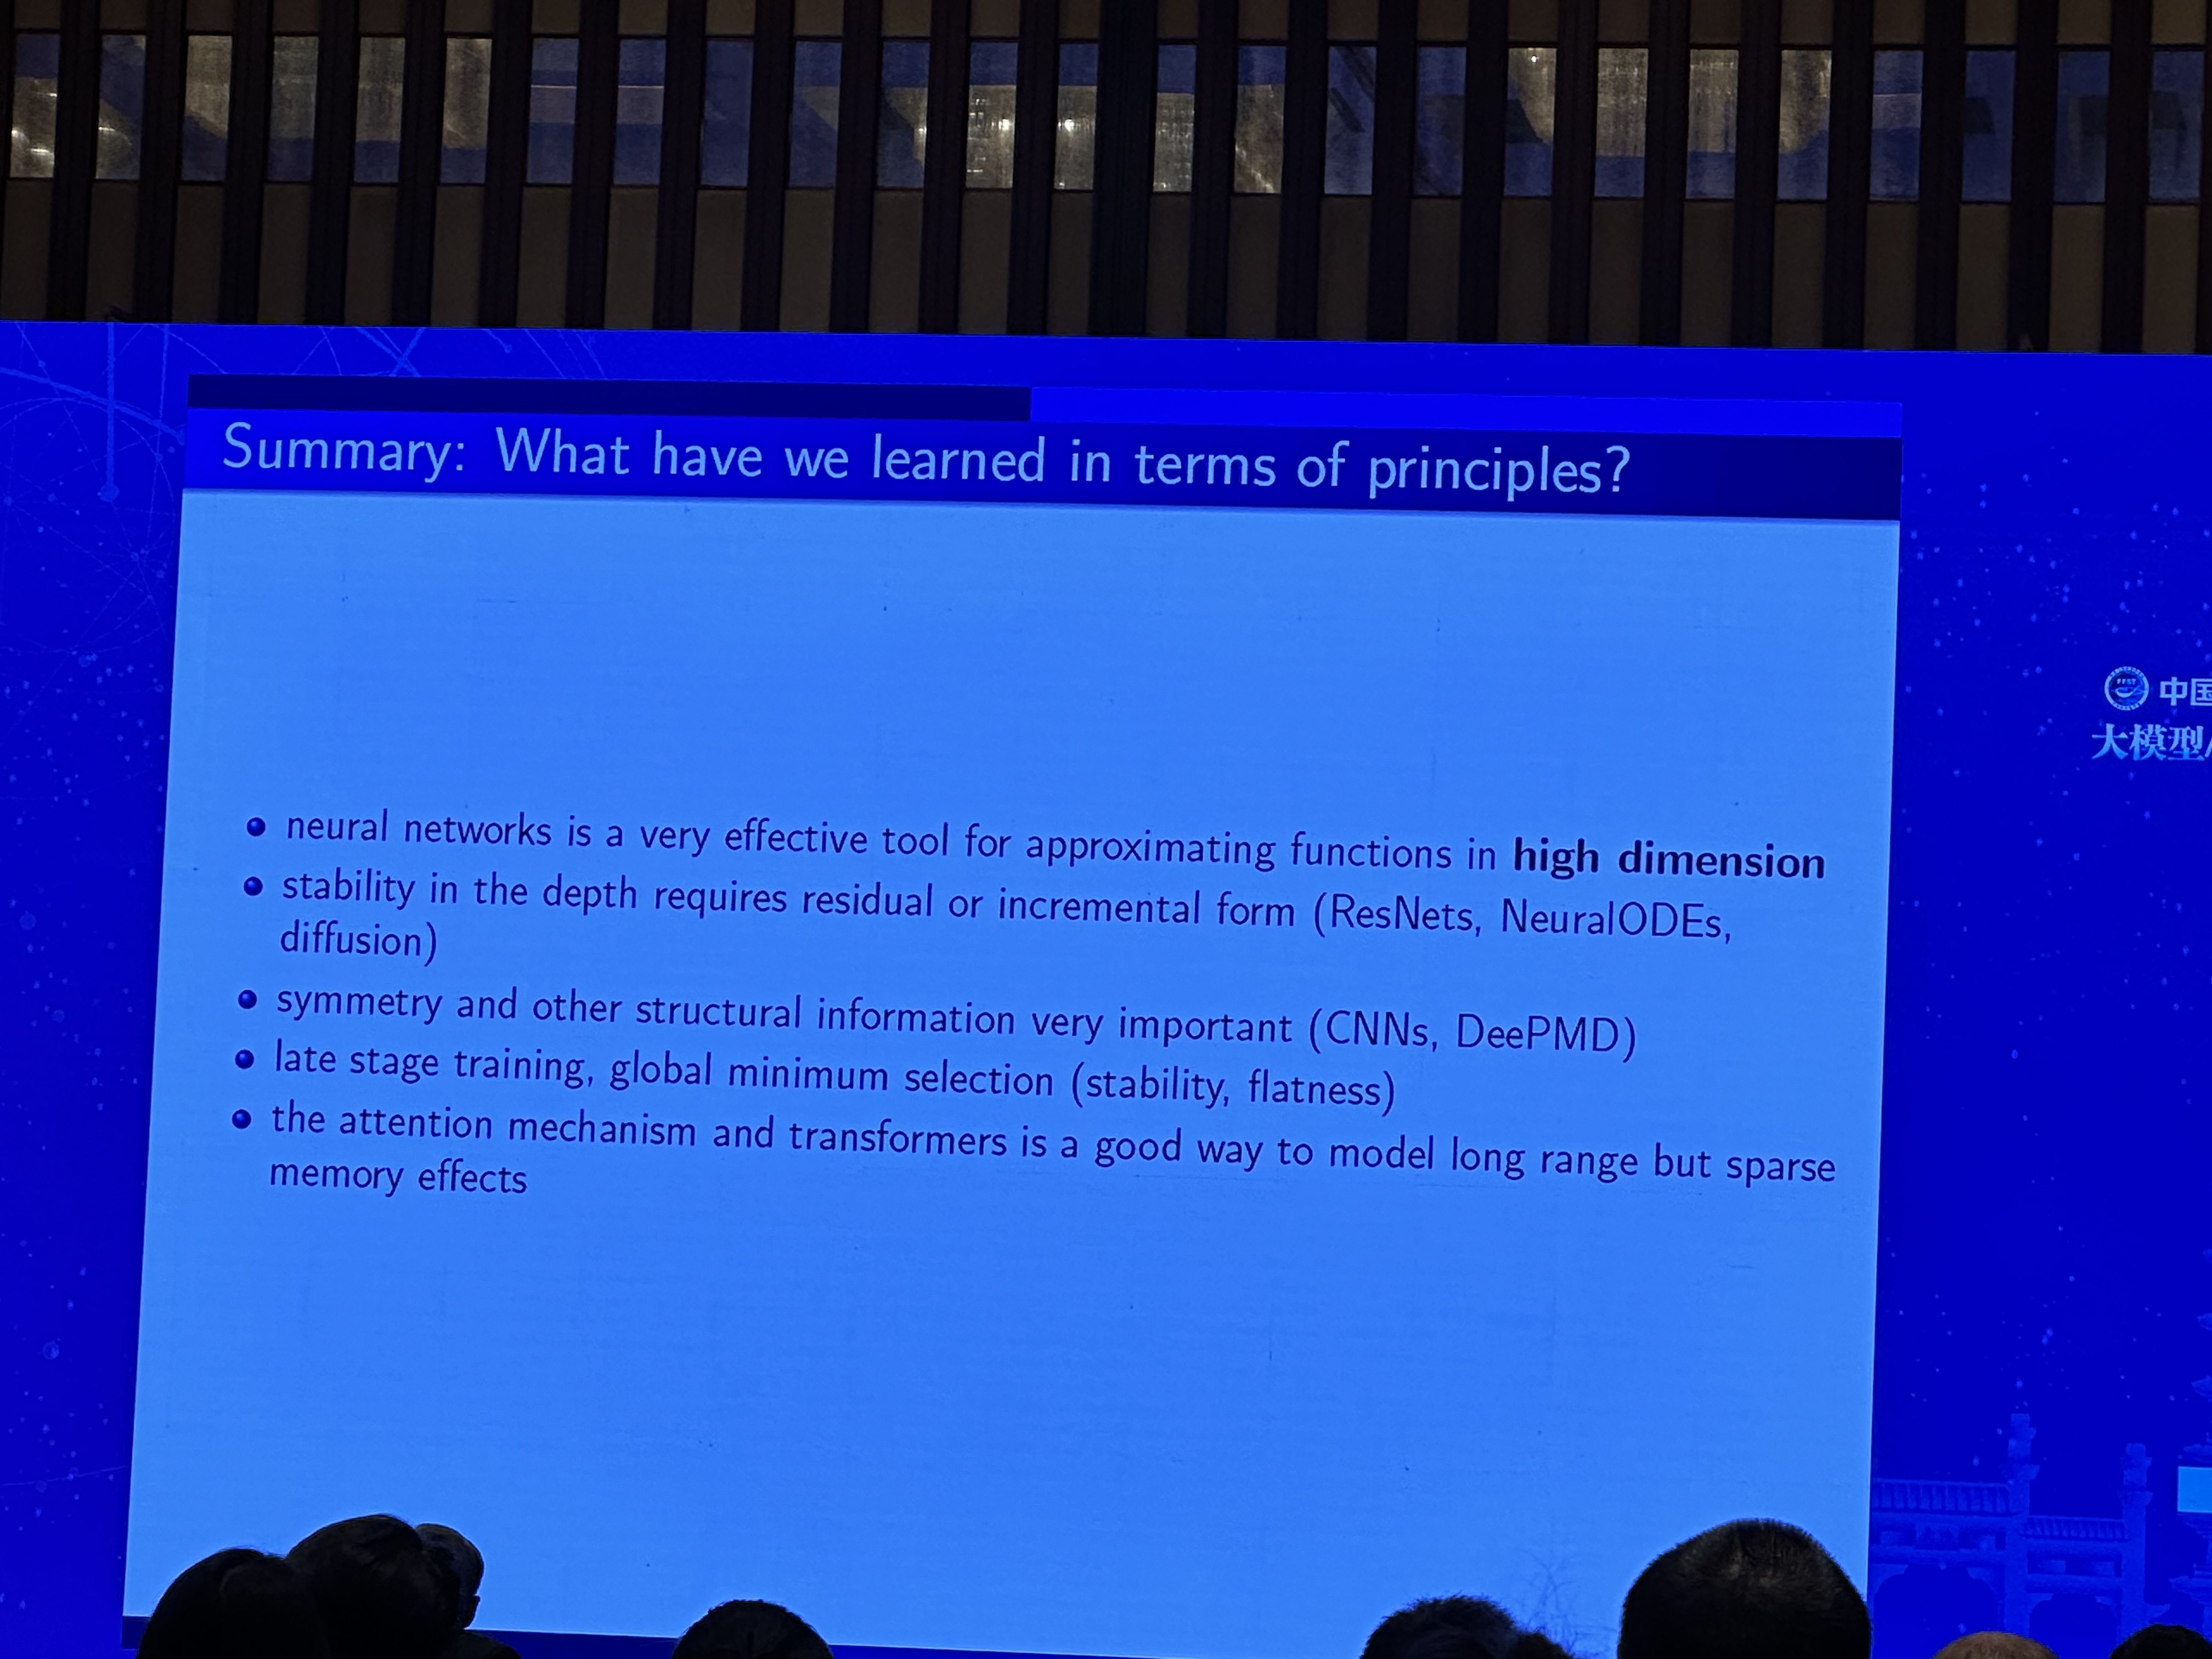 Summary: What have we learned in terms of principles?
neural networks is a very effective tool for approximating functions in high dimension
stability in the depth requires residual or incremental form (ResNets, NeuralODEs,
diffusion)
symmetry and other structural information very important (CNNs, DeePMD)
late stage training, global minimum selection (stability, flatness)
the attention mechanism and transformers is a good way to model long range but sparse
memory effects
中国
大模型